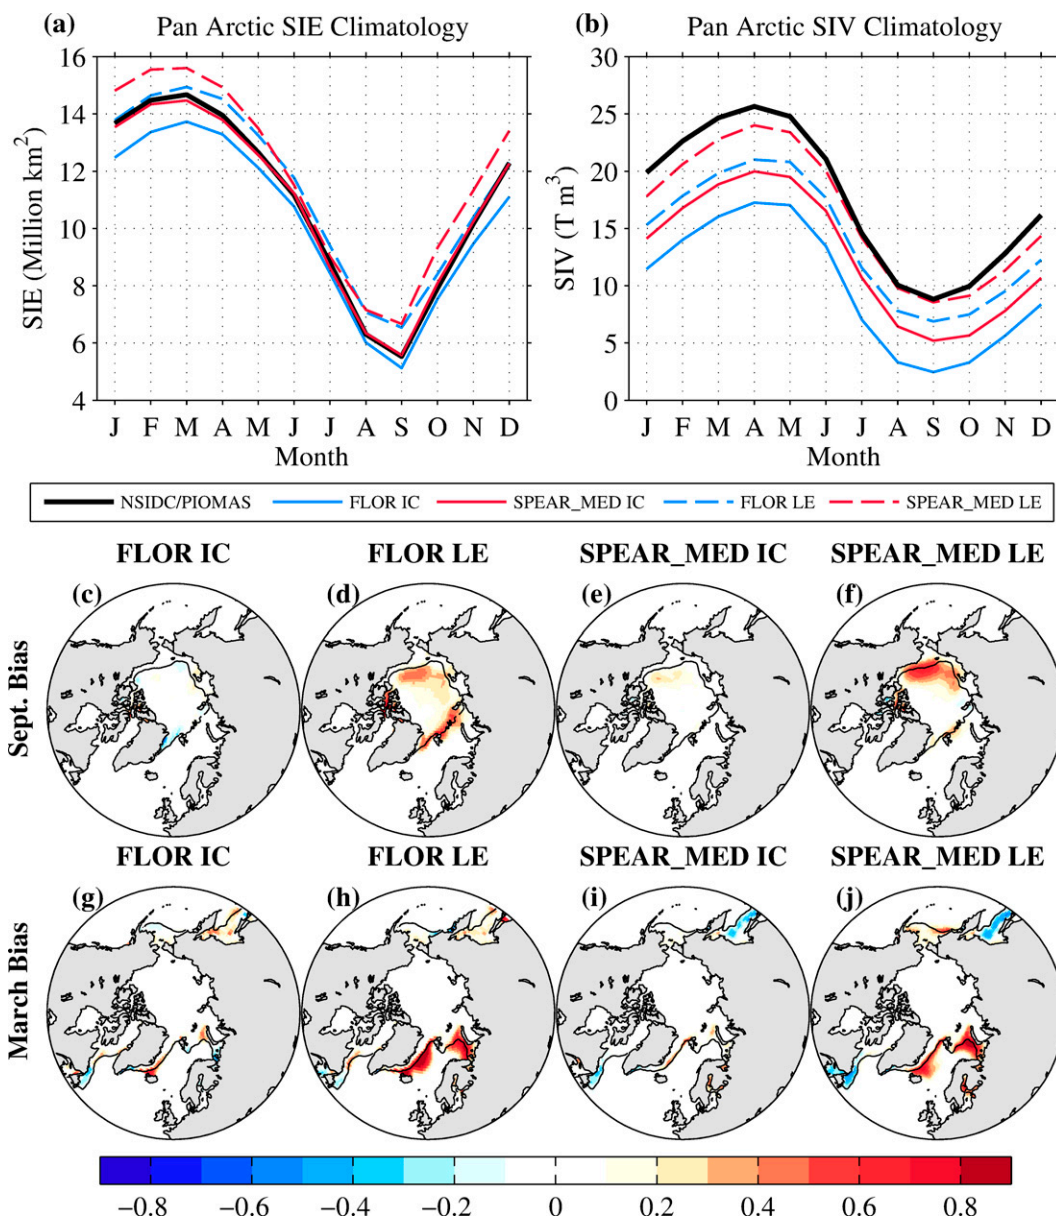 (a) Pan Arctic SIE Climatology
SIE (Million km²)
16
14
12
10
8
6
4
J F M A M J J A S O N D
Month
(b) Pan Arctic SIV Climatology
SIV (T m³)
30
25
20
15
10
5
0
J F M A M J J A S O N D
Month
NSIDC/PIOMAS FLOR IC SPEAR_MED IC FLOR LE SPEAR_MED LE
FLOR IC FLOR LE SPEAR_MED IC SPEAR_MED LE
Sept. Bias
(c) (d) (e) (f)
FLOR IC FLOR LE SPEAR_MED IC SPEAR_MED LE
March Bias
(g) (h) (i) (j)
−0.8 −0.6 −0.4 −0.2 0 0.2 0.4 0.6 0.8